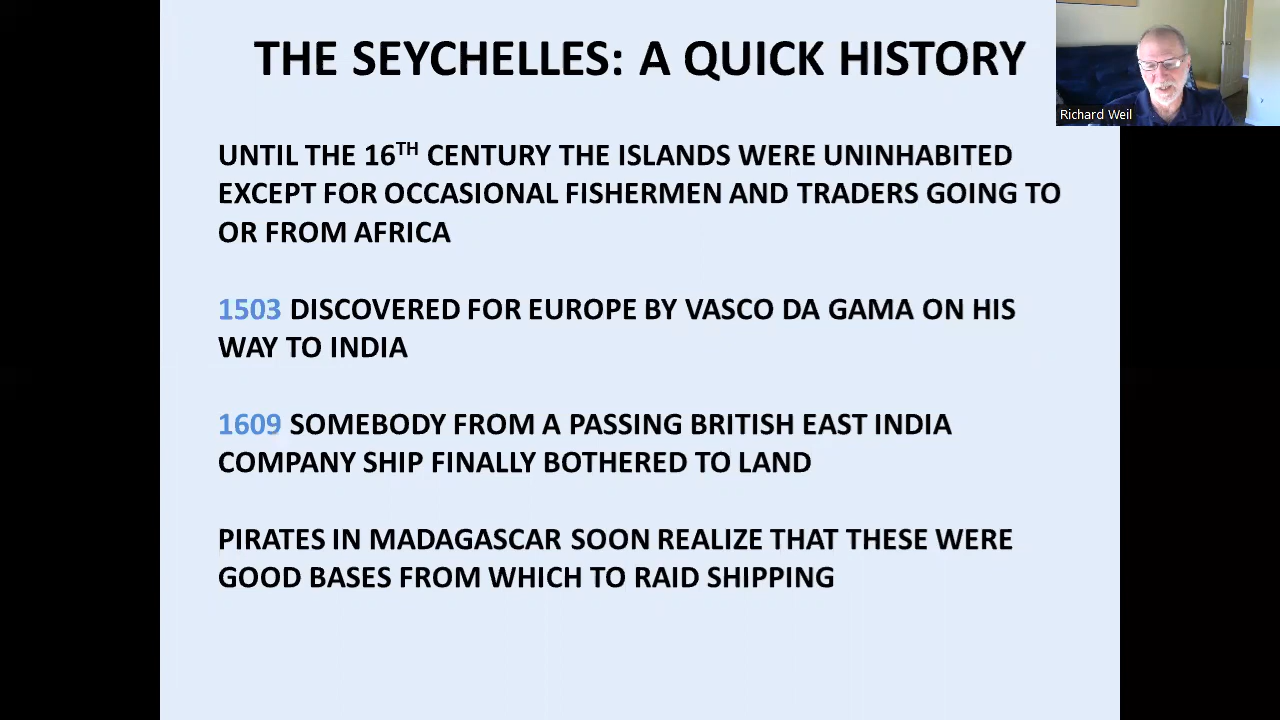 THE SEYCHELLES: A QUICK HISTORY
Richard Weil
UNTIL THE 16TH CENTURY THE ISLANDS WERE UNINHABITED
EXCEPT FOR OCCASIONAL FISHERMEN AND TRADERS GOING TO
OR FROM AFRICA
1503 DISCOVERED FOR EUROPE BY VASCO DA GAMA ON HIS
WAY TO INDIA
1609 SOMEBODY FROM A PASSING BRITISH EAST INDIA
COMPANY SHIP FINALLY BOTHERED TO LAND
PIRATES IN MADAGASCAR SOON REALIZE THAT THESE WERE
GOOD BASES FROM WHICH TO RAID SHIPPING